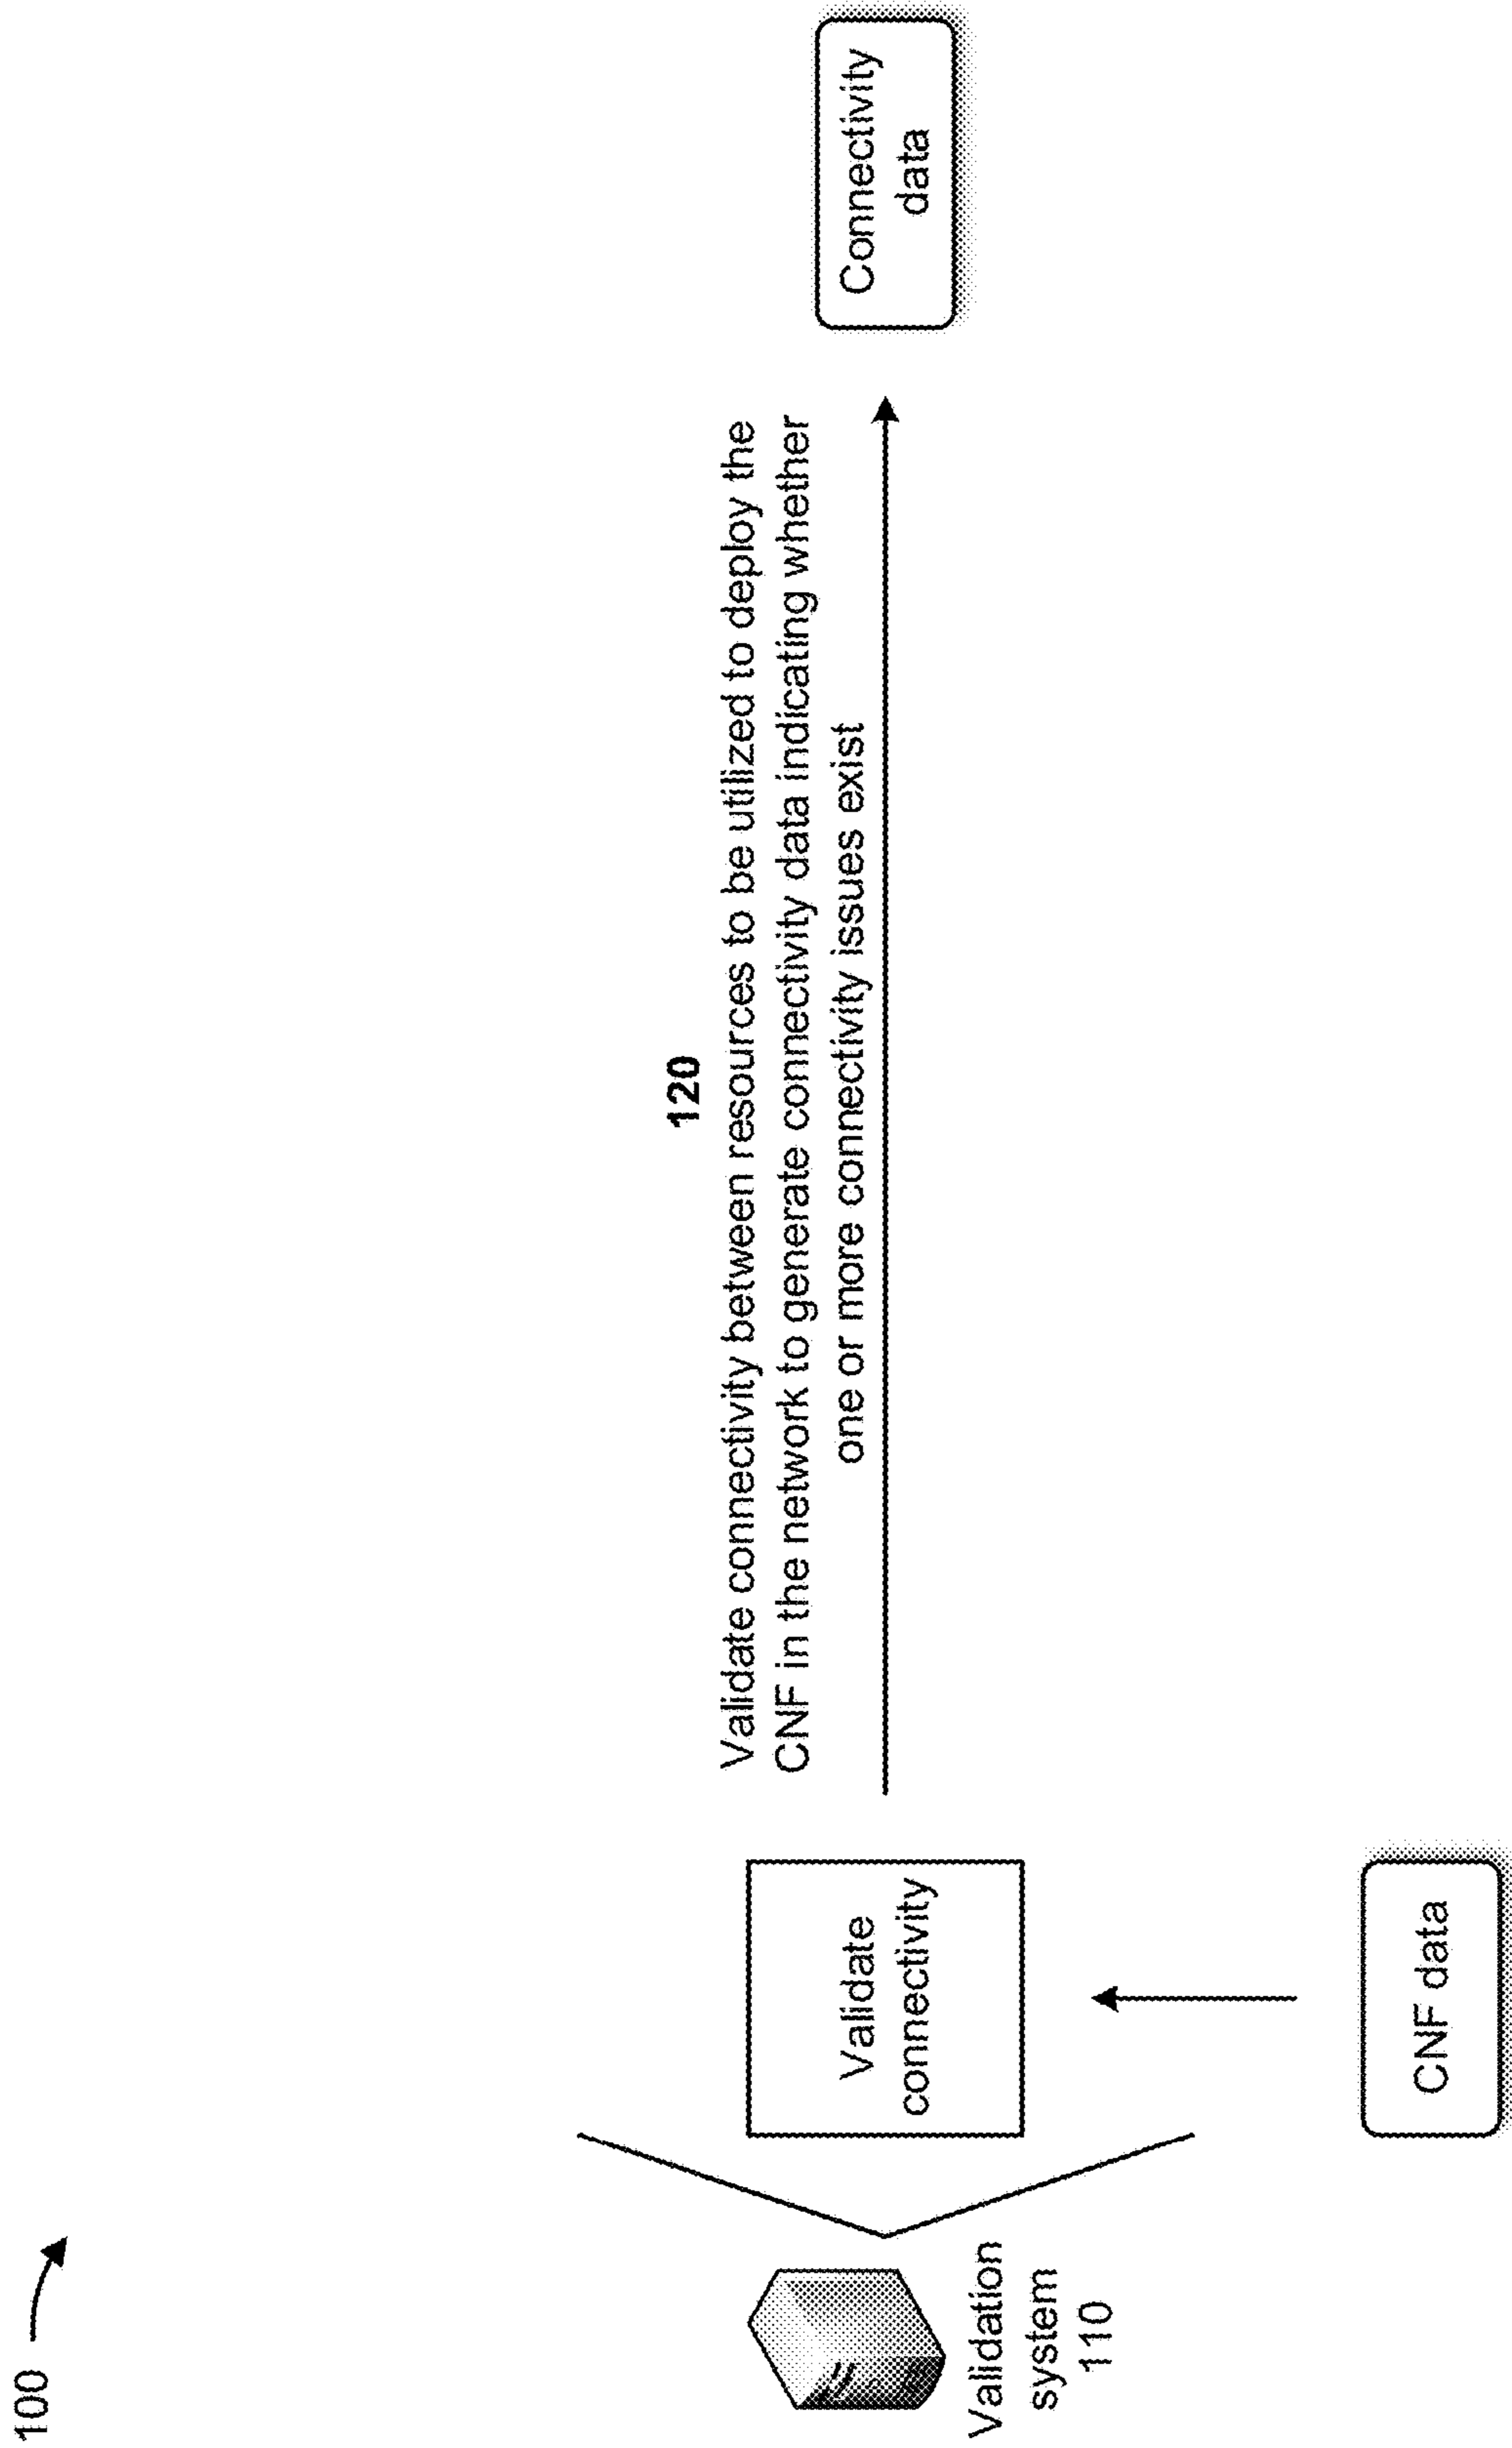 100
120
Validate connectivity between resources to be utilized to deploy the
CNF in the network to generate connectivity data indicating whether
one or more connectivity issues exist
Validation
system
110
Validate
connectivity
Connectivity
data
CNF data